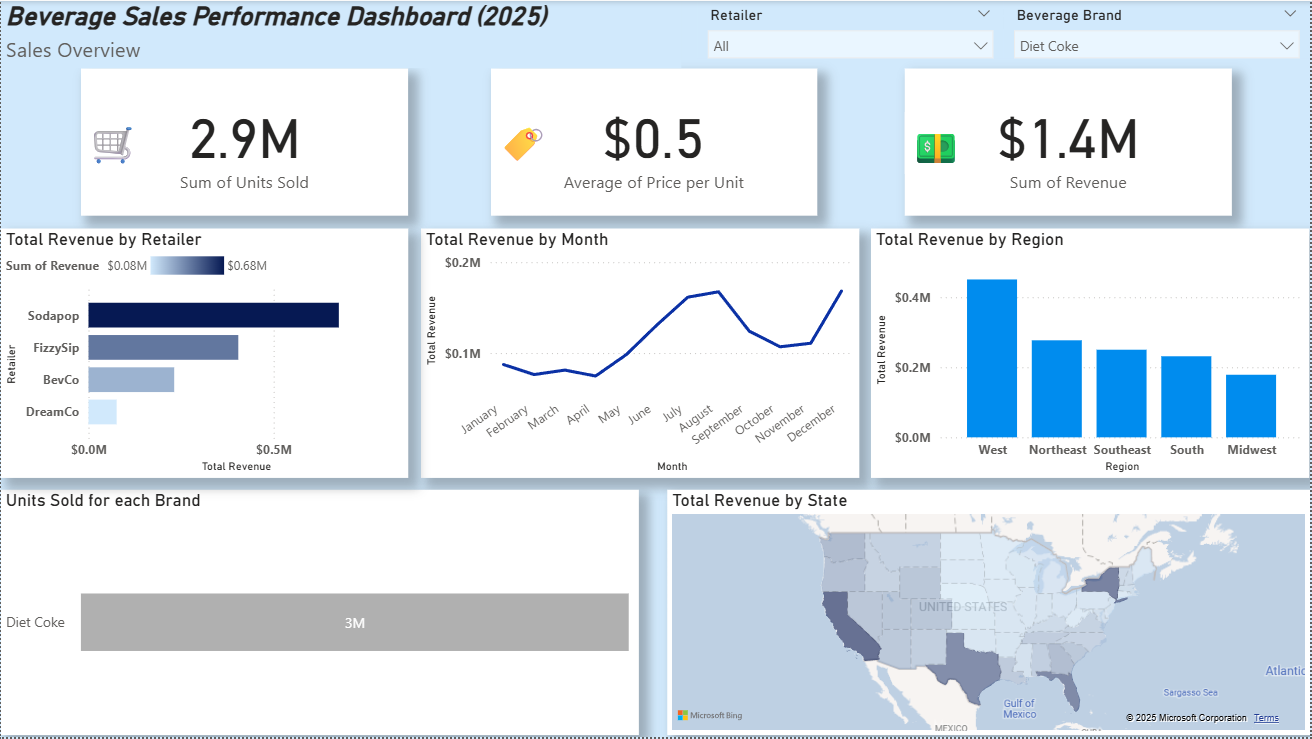 Beverage Sales Performance Dashboard (2025)
Sales Overview
Retailer
All
Beverage Brand
Diet Coke
2.9M
Sum of Units Sold
$0.5
Average of Price per Unit
$1.4M
Sum of Revenue
Total Revenue by Retailer
Sum of Revenue $0.08M $0.68M
Retailer
Sodapop
FizzySip
BevCo
DreamCo
$0.0M $0.5M
Total Revenue
Total Revenue by Month
Total Revenue
$0.2M
$0.1M
January February March April May June July August September October November December
Month
Total Revenue by Region
Total Revenue
$0.4M
$0.2M
$0.0M
West Northeast Southeast South Midwest
Region
Units Sold for each Brand
Diet Coke 3M
Total Revenue by State
UNITED STATES
Atlantic
Sargasso Sea
Gulf of
Mexico
MEXICO
Microsoft Bing
© 2025 Microsoft Corporation Terms